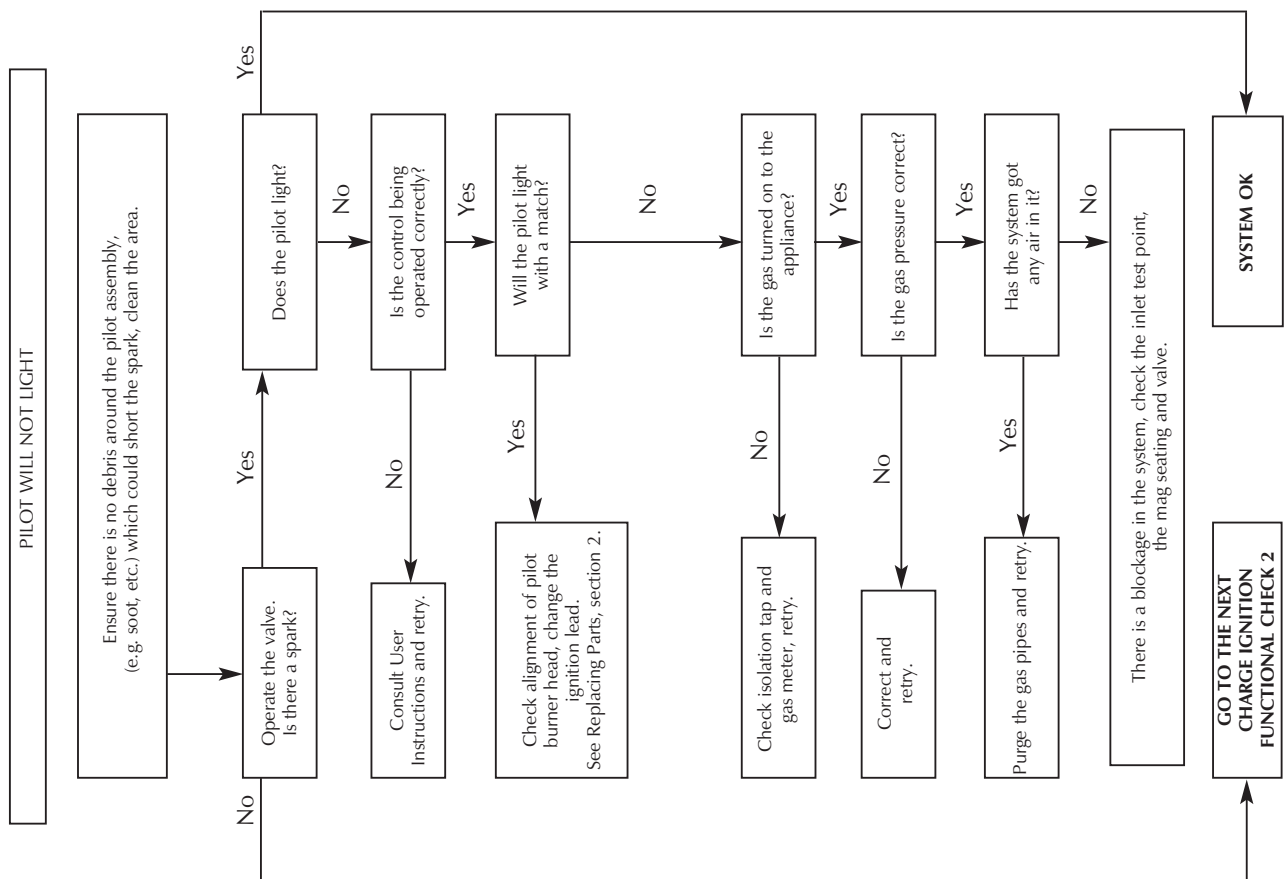 PILOT WILL NOT LIGHT
Ensure there is no debris around the pilot assembly,
(e.g. soot, etc.) which could short the spark, clean the area.
Operate the valve.
Is there a spark?
No
Yes
Does the pilot light?
Yes
No
Is the control being
operated correctly?
No
Consult User
Instructions and retry.
Yes
Will the pilot light
with a match?
Yes
Check alignment of pilot
burner head, change the
ignition lead.
See Replacing Parts, section 2.
No
Is the gas turned on to the
appliance?
No
Check isolation tap and
gas meter, retry.
Yes
Is the gas pressure correct?
No
Correct and
retry.
Yes
Has the system got
any air in it?
Yes
Purge the gas pipes and retry.
No
There is a blockage in the system, check the inlet test point,
the mag seating and valve.
GO TO THE NEXT
CHARGE IGNITION
FUNCTIONAL CHECK 2
SYSTEM OK